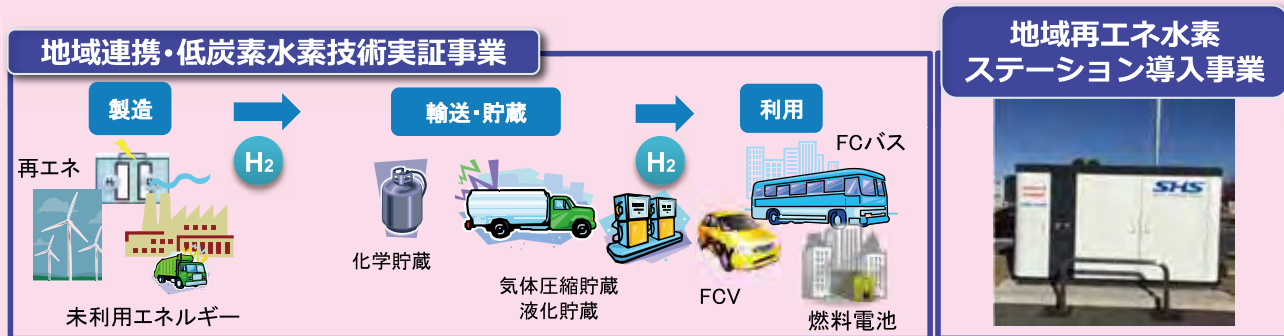 地域連携・低炭素水素技術実証事業
製造
H2
輸送・貯蔵
H2
利用
再エネ
未利用エネルギー
化学貯蔵
気体圧縮貯蔵
液化貯蔵
FCV
FCバス
燃料電池
地域再エネ水素
ステーション導入事業
SHS